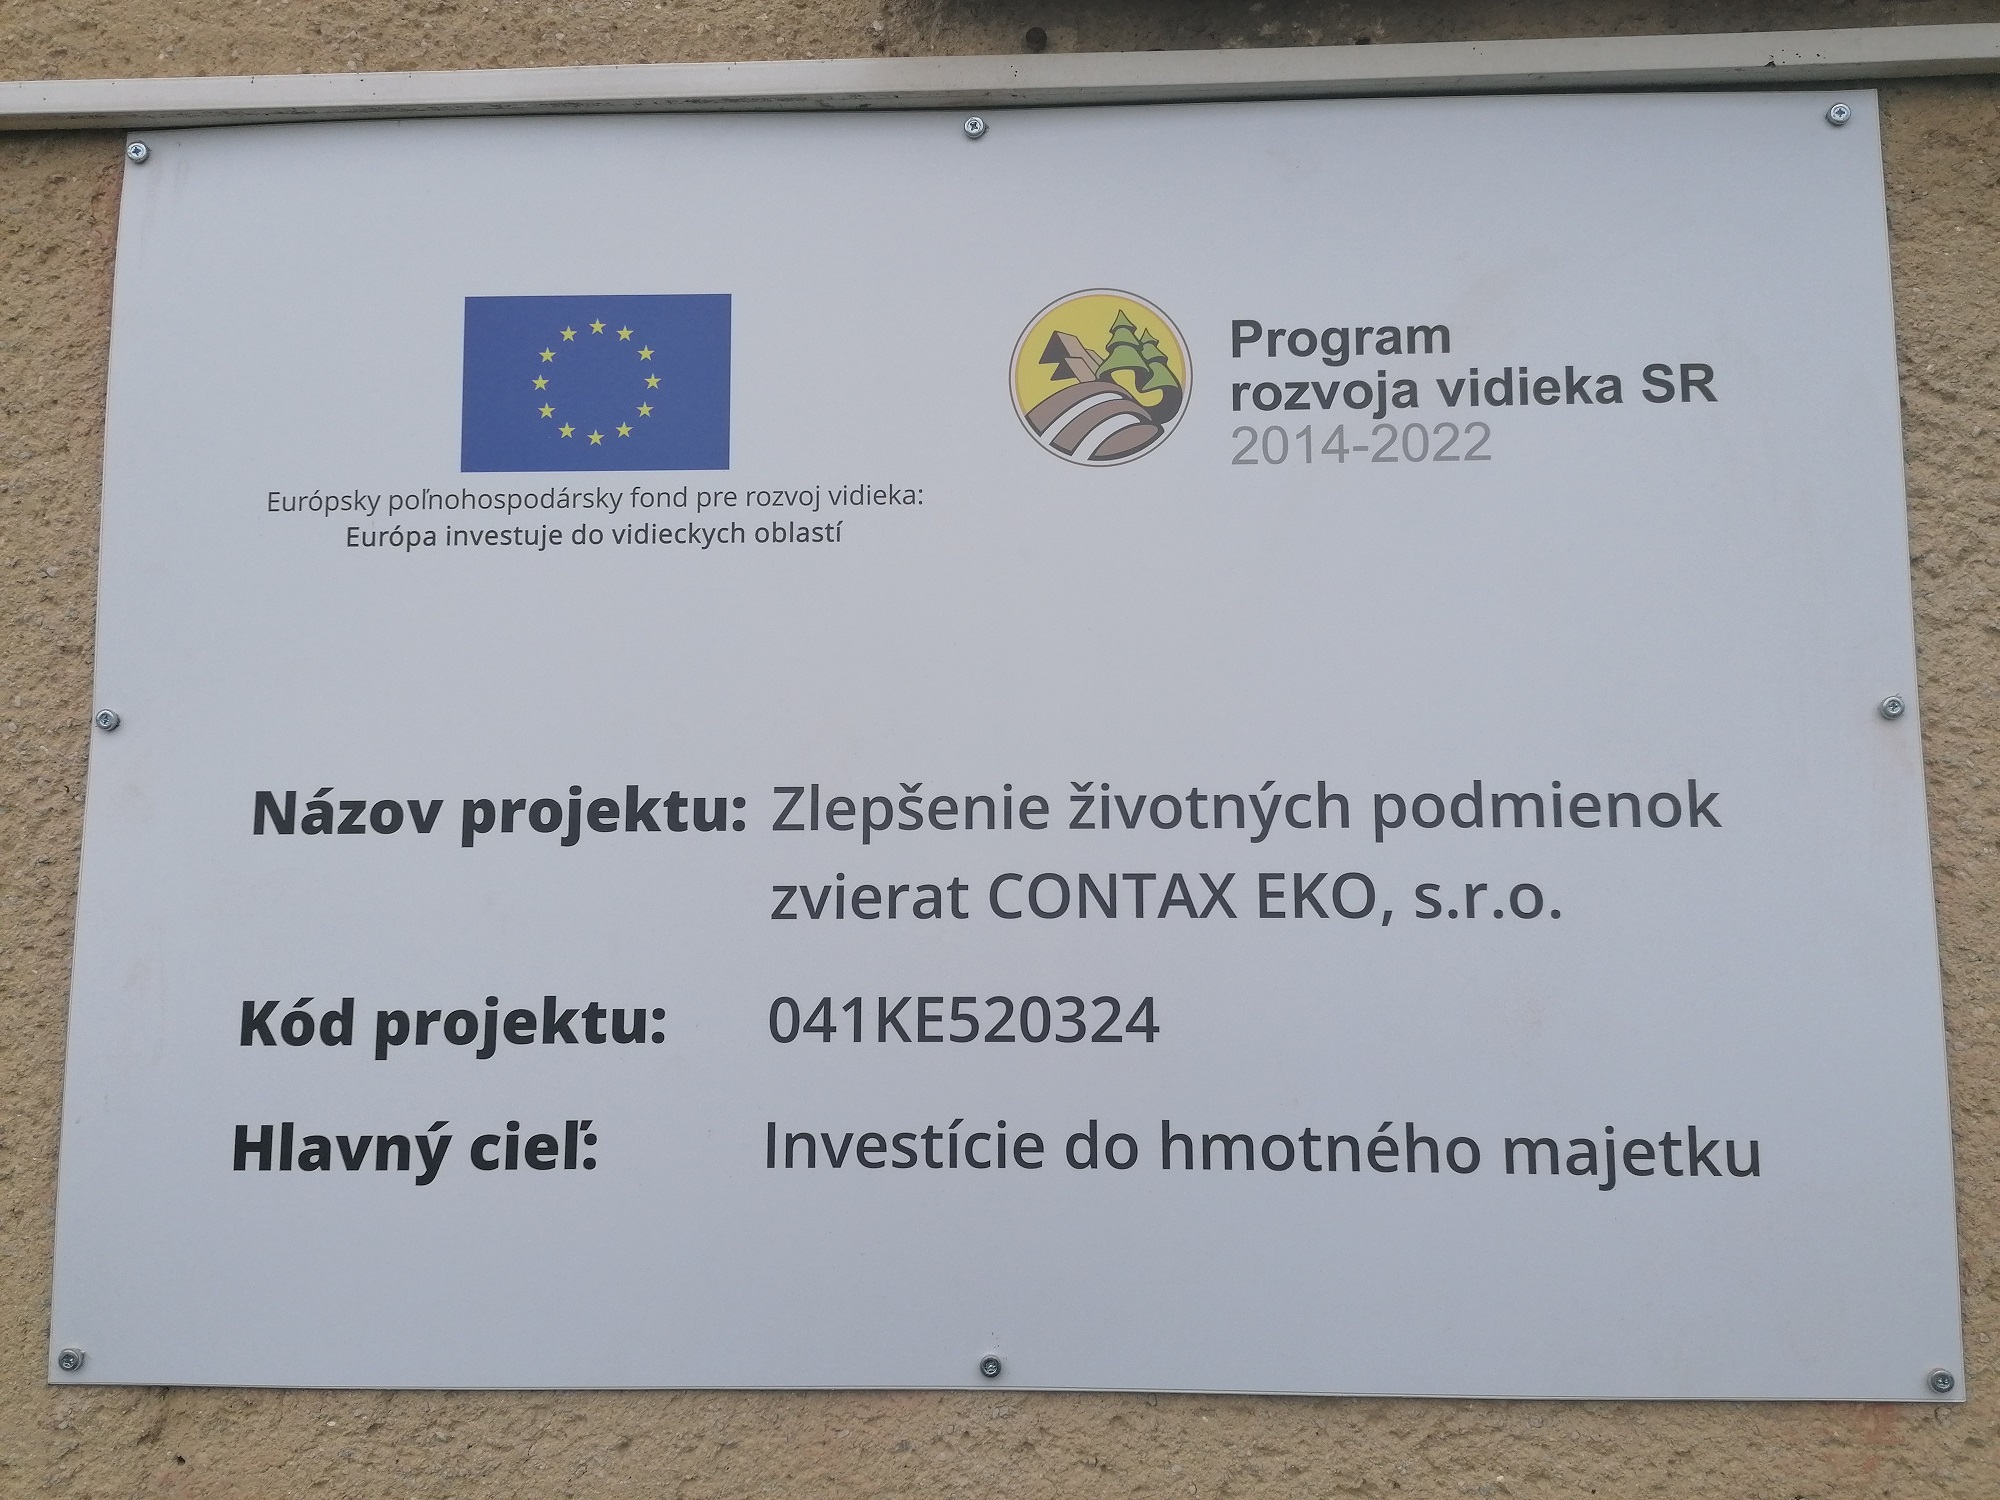 Európsky poľnohospodársky fond pre rozvoj vidieka:
Európa investuje do vidieckych oblastí
Program
rozvoja vidieka SR
2014-2022
Názov projektu: Zlepšenie životných podmienok
zvierat CONTAX EKO, s.r.o.
Kód projektu: 041KE520324
Hlavný cieľ: Investície do hmotného majetku